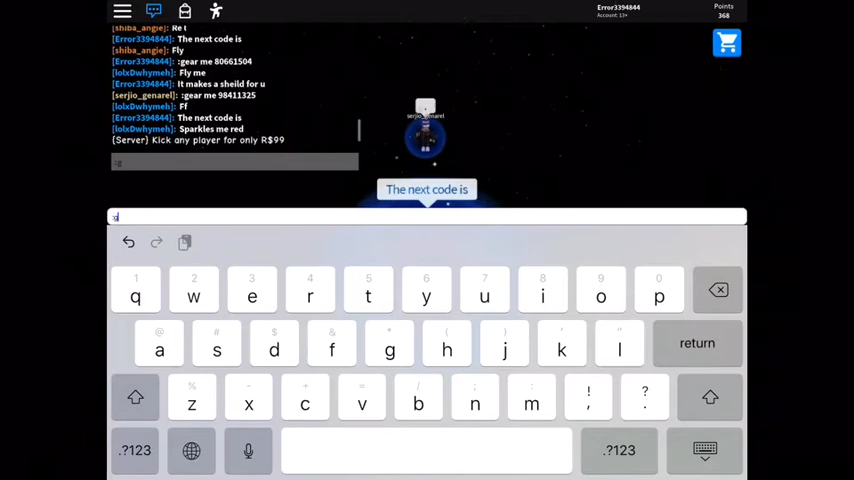 Error3394844
Account: 13+
Points
368
[shiba_angie]: Re l
[Error3394844]: The next code is
[shiba_angie]: Fly
[Error3394844]: :gear me 80661504
[lolxDwhymeh]: Fly me
[Error3394844]: It makes a sheild for u
[serjio_genarel]: :gear me 98411325
[lolxDwhymeh]: Ff
[Error3394844]: The next code is
[lolxDwhymeh]: Sparkles me red
{Server} Kick any player for only R$99
:g
.
serjio_genarel
The next code is
:g
1 2 3 4 5 6 7 8 9 0
q w e r t y u i o p
@ # $ & * ( ) ' "
a s d f g h j k l return
% - + = / ; : ! ?
z x c v b n m , .
.?123 .?123